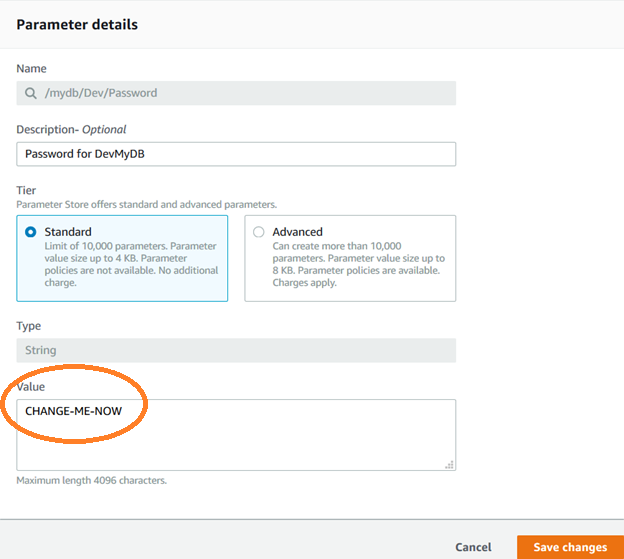 Parameter details
Name
/mydb/Dev/Password
Description- Optional
Password for DevMyDB
Tier
Parameter Store offers standard and advanced parameters.
Standard
Limit of 10,000 parameters. Parameter
value size up to 4 KB. Parameter
policies are not available. No additional
charge.
Advanced
Can create more than 10,000
parameters. Parameter value size up to
8 KB. Parameter policies are available.
Charges apply.
Type
String
Value
CHANGE-ME-NOW
Maximum length 4096 characters.
Cancel
Save changes